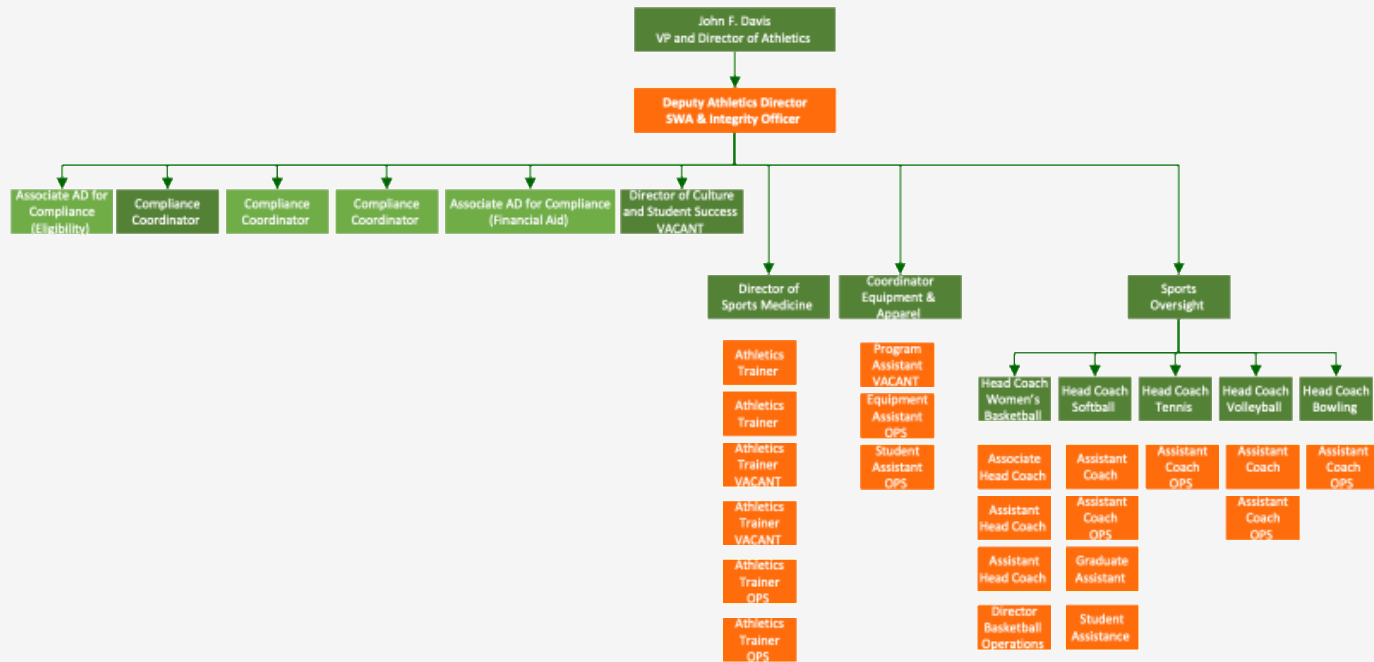 John F. Davis
VP and Director of Athletics
Deputy Athletics Director
SWA & Integrity Officer
Associate AD for
Compliance
(Eligibility)
Compliance
Coordinator
Compliance
Coordinator
Compliance
Coordinator
Associate AD for Compliance
(Financial Aid)
Director of Culture
and Student Success
VACANT
Director of
Sports Medicine
Coordinator
Equipment &
Apparel
Sports
Oversight
Athletics
Trainer
Athletics
Trainer
Athletics
Trainer
VACANT
Athletics
Trainer
VACANT
Athletics
Trainer
OPS
Athletics
Trainer
OPS
Program
Assistant
VACANT
Equipment
Assistant
OPS
Student
Assistant
OPS
Head Coach
Women's
Basketball
Head Coach
Softball
Head Coach
Tennis
Head Coach
Volleyball
Head Coach
Bowling
Associate
Head Coach
Assistant
Head Coach
Assistant
Head Coach
Director
Basketball
Operations
Assistant
Coach
Assistant
Coach
OPS
Graduate
Assistant
Student
Assistance
Assistant
Coach
OPS
Assistant
Coach
Assistant
Coach
OPS
Assistant
Coach
OPS